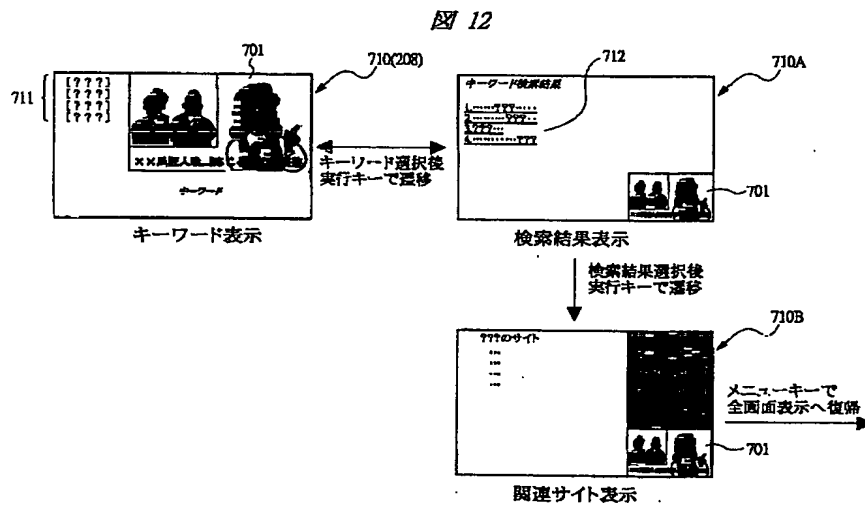 図 12
701
710(208)
711
[???]
[???]
[???]
[???]
キーワード
キーワード表示
キーワード選択後
実行キーで遷移
710A
712
キーワード検索結果
1.……???……
2.………???…
3.???…
4.…………???
701
検索結果表示
検索結果選択後
実行キーで遷移
710B
???のサイト
701
関連サイト表示
メニューキーで
全画面表示へ復帰